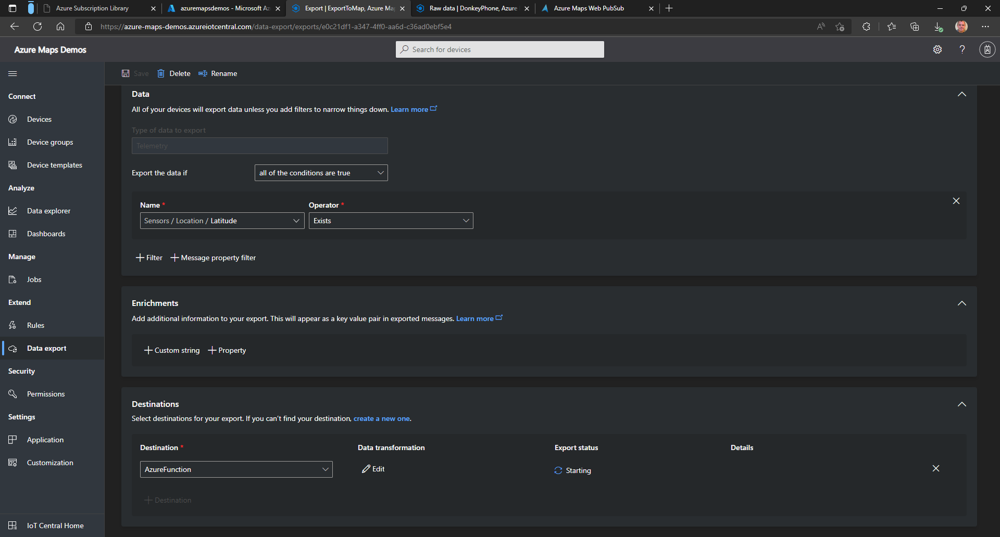 Azure Subscription Library
azuremapsdemos - Microsoft Az
Export | ExportToMap, Azure Ma
Raw data | DonkeyPhone, Azure
Azure Maps Web PubSub
https://azure-maps-demos.azureiotcentral.com/data-export/exports/e0c21df1-a347-4ff0-aa6d-c36ad0ebf5e4
Azure Maps Demos
Search for devices
Save
Delete
Rename
Connect
Devices
Device groups
Device templates
Analyze
Data explorer
Dashboards
Manage
Jobs
Extend
Rules
Data export
Security
Permissions
Settings
Application
Customization
IoT Central Home
Data
All of your devices will export data unless you add filters to narrow things down. Learn more
Type of data to export
Telemetry
Export the data if
all of the conditions are true
Name *
Operator *
Sensors / Location / Latitude
Exists
Filter
Message property filter
Enrichments
Add additional information to your export. This will appear as a key value pair in exported messages. Learn more
Custom string
Property
Destinations
Select destinations for your export. If you can't find your destination, create a new one.
Destination *
Data transformation
Export status
Details
AzureFunction
Edit
Starting
Destination